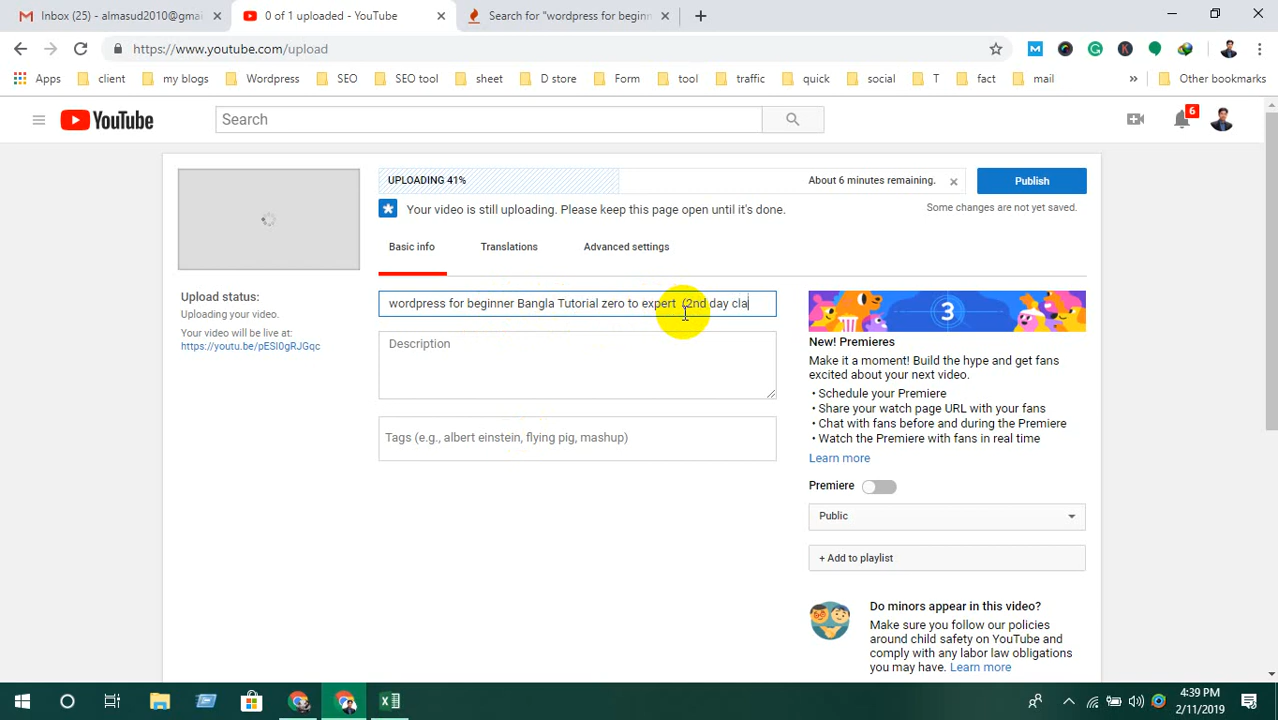 Inbox (25) - almasud2010@gmai
0 of 1 uploaded - YouTube
Search for "wordpress for beginn
https://www.youtube.com/upload
Apps client my blogs Wordpress SEO SEO tool sheet D store Form tool traffic quick social T fact mail » Other bookmarks
YouTube
Search
6
UPLOADING 41%
About 6 minutes remaining.
Publish
Your video is still uploading. Please keep this page open until it's done.
Some changes are not yet saved.
Basic info
Translations
Advanced settings
Upload status:
Uploading your video.
Your video will be live at:
https://youtu.be/pESI0gRJGqc
wordpress for beginner Bangla Tutorial zero to expert (2nd day cla
Description
Tags (e.g., albert einstein, flying pig, mashup)
3
New! Premieres
Make it a moment! Build the hype and get fans
excited about your next video.
• Schedule your Premiere
• Share your watch page URL with your fans
• Chat with fans before and during the Premiere
• Watch the Premiere with fans in real time
Learn more
Premiere
Public
+ Add to playlist
Do minors appear in this video?
Make sure you follow our policies
around child safety on YouTube and
comply with any labor law obligations
you may have. Learn more
4:39 PM
2/11/2019